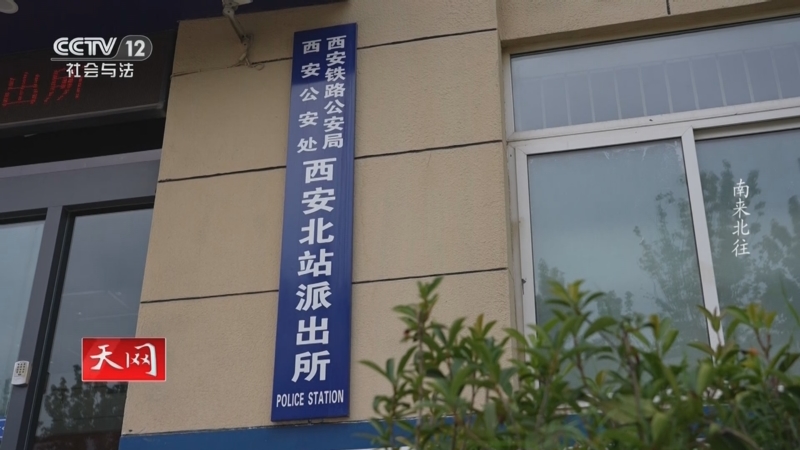 CCTV 12
社会与法
出所
西安铁路公安局
西安公安处
西安北站派出所
POLICE STATION
南来北往
天网